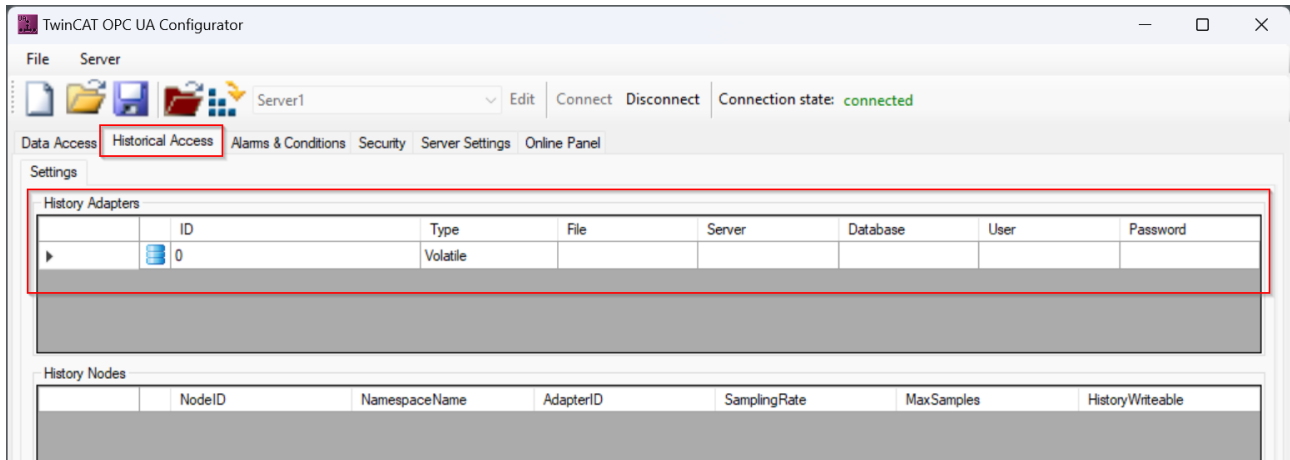 TwinCAT OPC UA Configurator
File Server
Server1 Edit Connect Disconnect Connection state: connected
Data Access Historical Access Alarms & Conditions Security Server Settings Online Panel
Settings
History Adapters
ID Type File Server Database User Password
0 Volatile
History Nodes
NodeID NamespaceName AdapterID SamplingRate MaxSamples HistoryWriteable